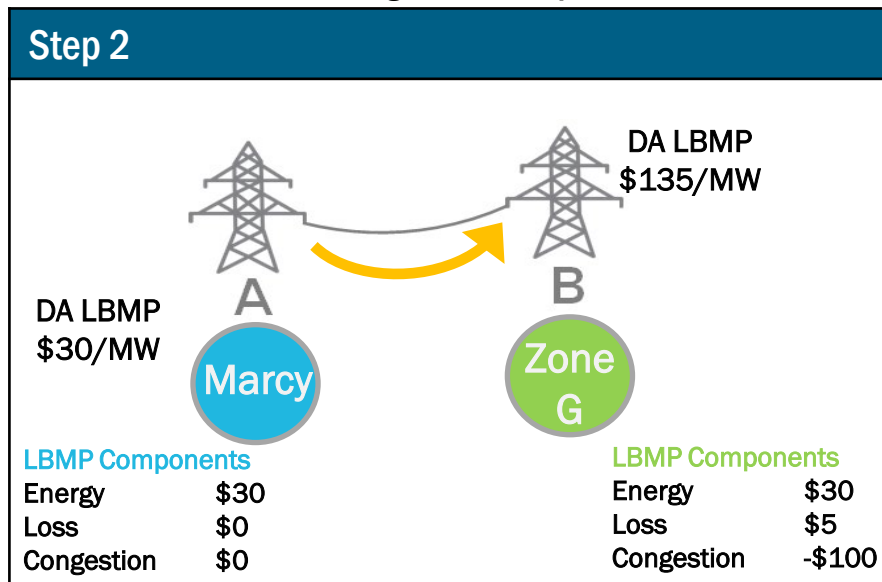 Step 2
DA LBMP
$135/MW
A
B
DA LBMP
$30/MW
Marcy
Zone
G
LBMP Components
Energy $30
Loss $0
Congestion $0
LBMP Components
Energy $30
Loss $5
Congestion -$100